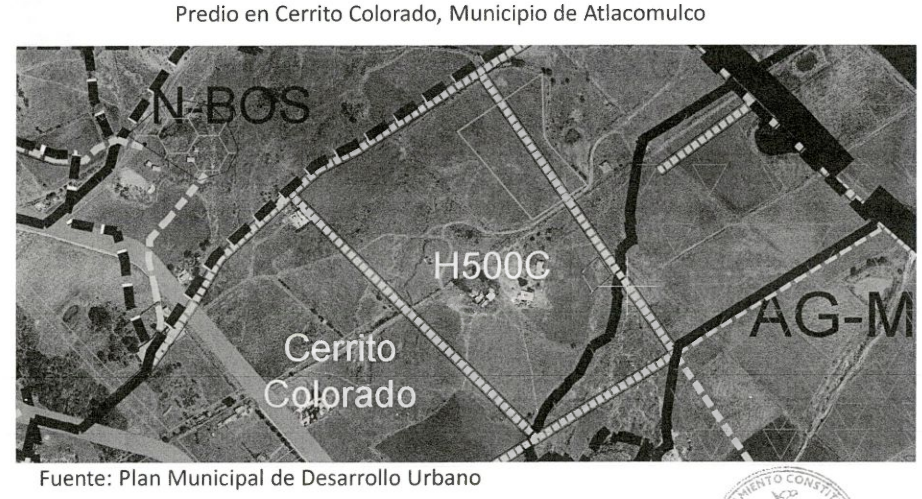 Predio en Cerrito Colorado, Municipio de Atlacomulco
N-BOS
H500C
AG-M
Cerrito
Colorado
Fuente: Plan Municipal de Desarrollo Urbano